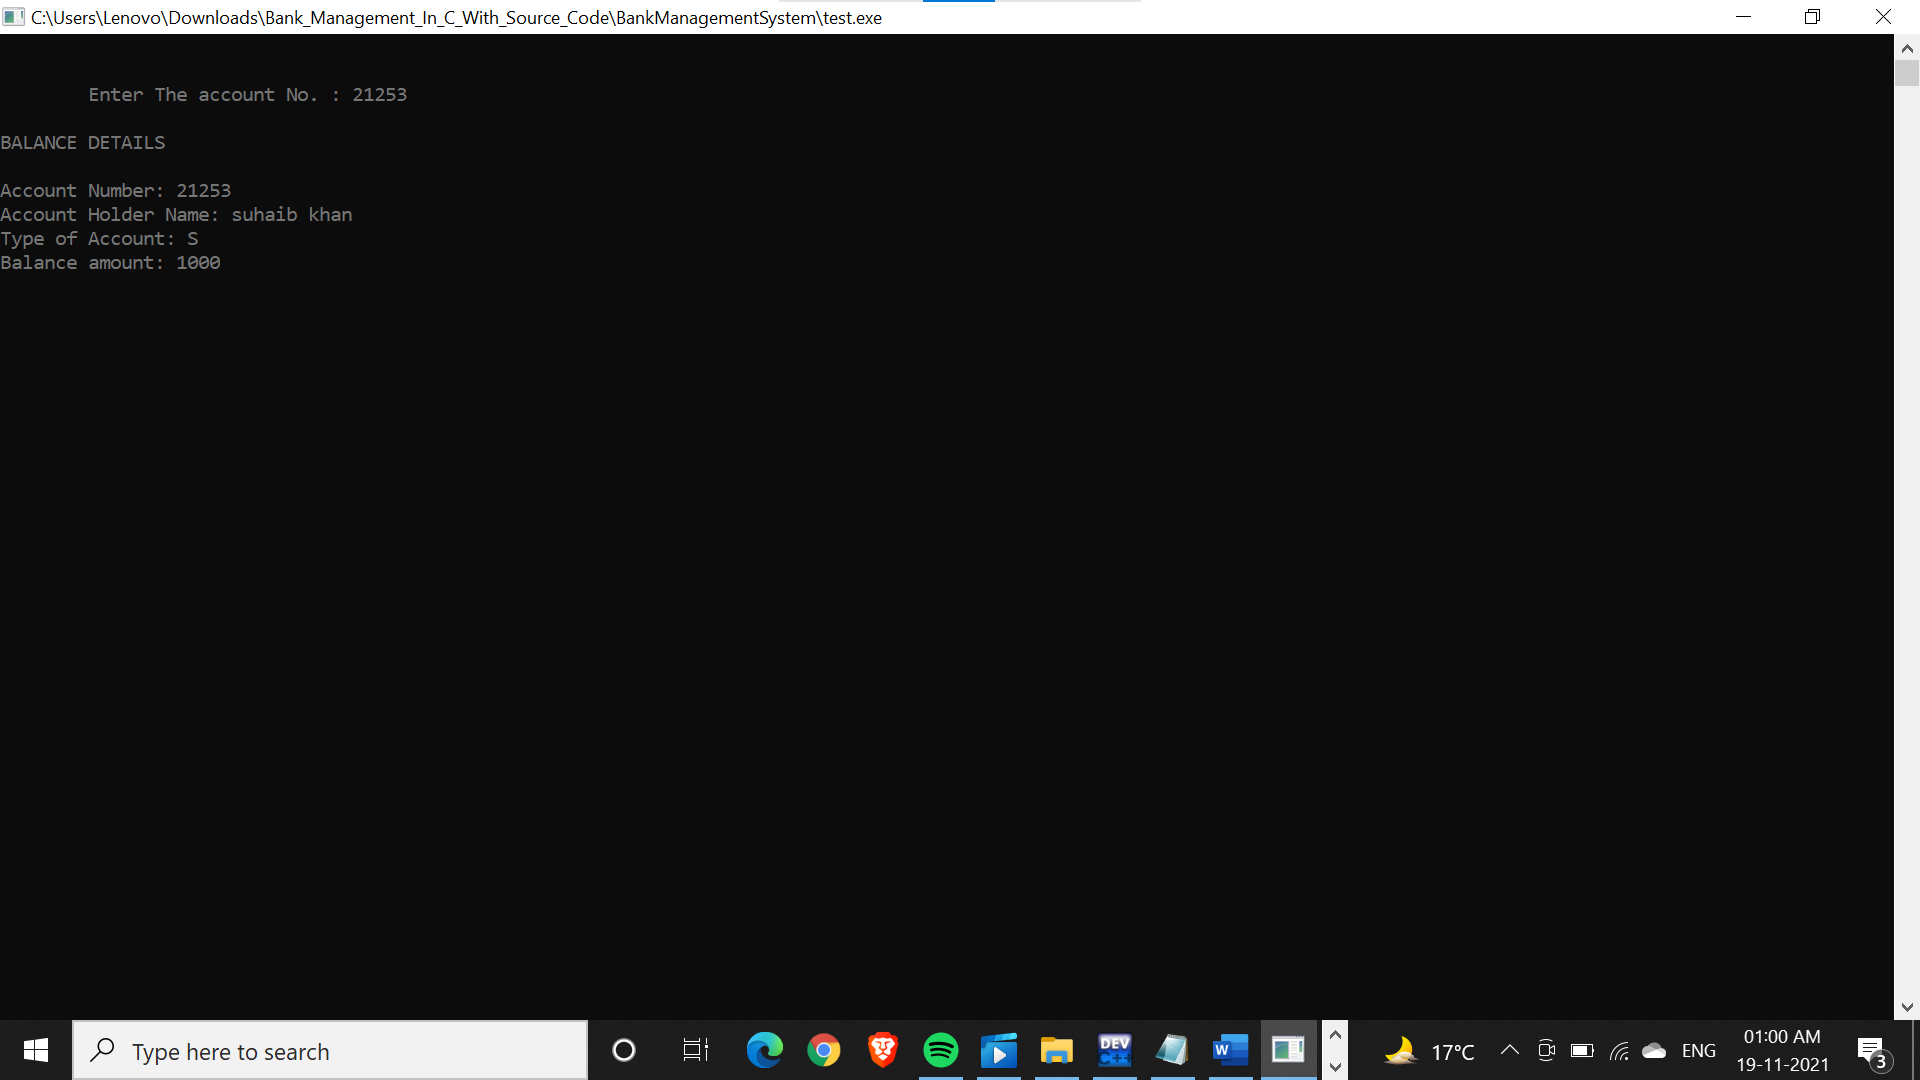 C:\Users\Lenovo\Downloads\Bank_Management_In_C_With_Source_Code\BankManagementSystem\test.exe
Enter The account No. : 21253
BALANCE DETAILS
Account Number: 21253
Account Holder Name: suhaib khan
Type of Account: S
Balance amount: 1000
Type here to search
DEV
C++
W
17°C
ENG
01:00 AM
19-11-2021
3